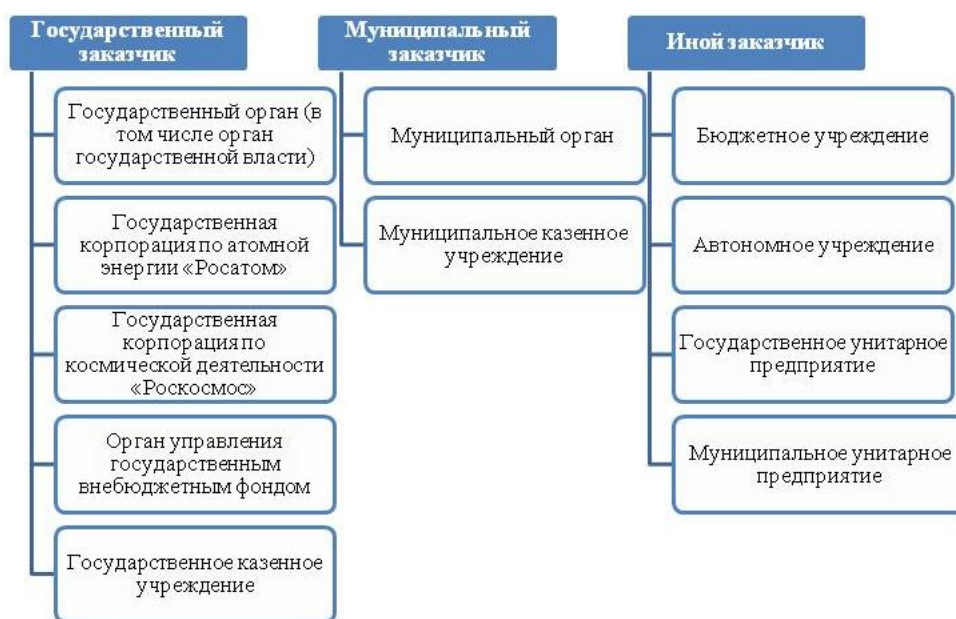 Государственный
заказчик
Государственный орган (в
том числе орган
государственной власти)
Государственная
корпорация по атомной
энергии «Росатом»
Государственная
корпорация по
космической деятельности
«Роскосмос»
Орган управления
государственным
внебюджетным фондом
Государственное казенное
учреждение
Муниципальный
заказчик
Муниципальный орган
Муниципальное казенное
учреждение
Иной заказчик
Бюджетное учреждение
Автономное учреждение
Государственное унитарное
предприятие
Муниципальное унитарное
предприятие